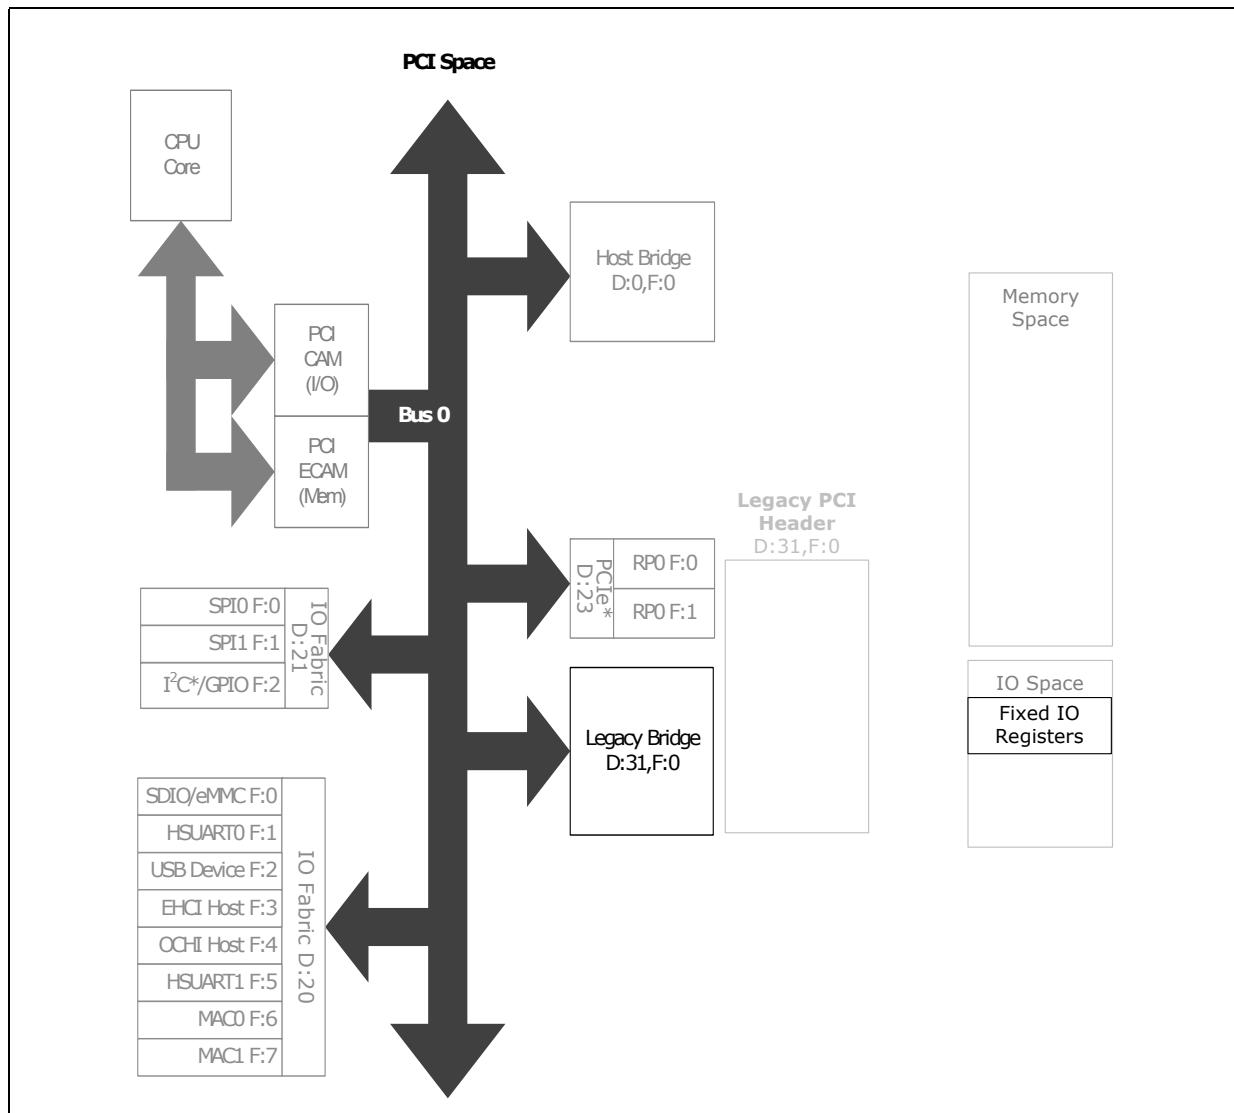 PCI Space
CPU
Core
Host Bridge
D:0,F:0
Memory
Space
PCI
CAM
(I/O)
Bus 0
PCI
ECAM
(Mem)
Legacy PCI
Header
D:31,F:0
PCIe*
D:23
RP0 F:0
RP0 F:1
SPI0 F:0
SPI1 F:1
I²C*/GPIO F:2
IO Fabric
D:21
IO Space
Fixed IO
Registers
Legacy Bridge
D:31,F:0
SDIO/eMMC F:0
HSUART0 F:1
USB Device F:2
EHCI Host F:3
OCHI Host F:4
HSUART1 F:5
MAC0 F:6
MAC1 F:7
IO Fabric D:20